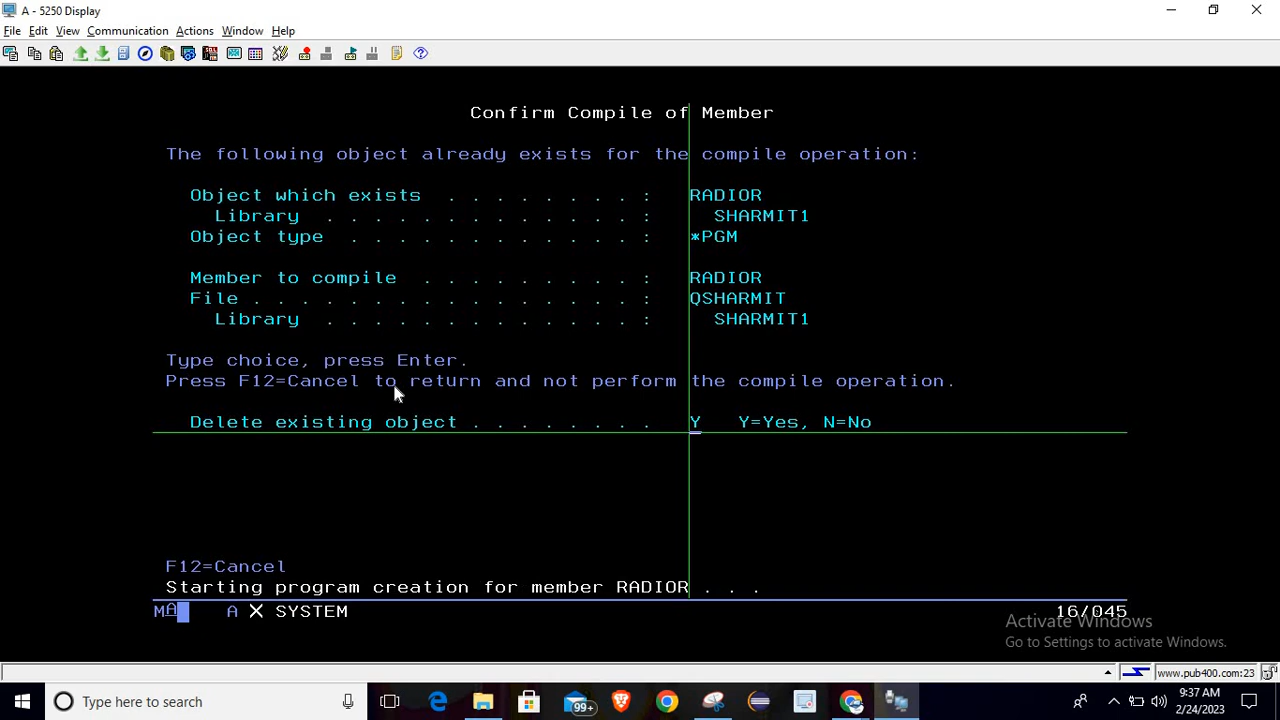 A - 5250 Display
File Edit View Communication Actions Window Help
Confirm Compile of Member
The following object already exists for the compile operation:
Object which exists . . . . . . . . . : RADIOR
Library . . . . . . . . . . . . . . : SHARMIT1
Object type . . . . . . . . . . . . . : *PGM
Member to compile . . . . . . . . . . : RADIOR
File . . . . . . . . . . . . . . . . . : QSHARMIT
Library . . . . . . . . . . . . . . : SHARMIT1
Type choice, press Enter.
Press F12=Cancel to return and not perform the compile operation.
Delete existing object . . . . . . . . Y Y=Yes, N=No
F12=Cancel
Starting program creation for member RADIOR . . .
MA A X SYSTEM 16/045
Activate Windows
Go to Settings to activate Windows.
www.pub400.com:23
Type here to search
99+
9:37 AM
2/24/2023